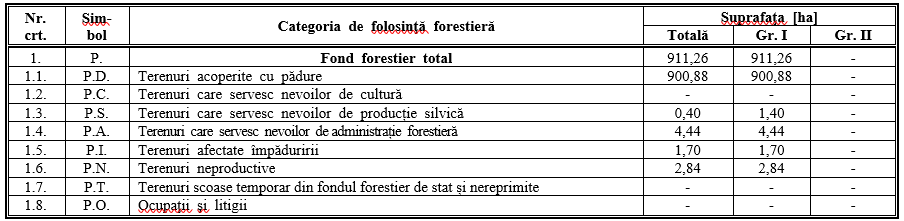 Nr. crt. Sim-bol Categoria de folosință forestieră Suprafața [ha]
Totală Gr. I Gr. II
1. P. Fond forestier total 911,26 911,26 -
1.1. P.D. Terenuri acoperite cu pădure 900,88 900,88 -
1.2. P.C. Terenuri care servesc nevoilor de cultură - - -
1.3. P.S. Terenuri care servesc nevoilor de producție silvică 0,40 1,40 -
1.4. P.A. Terenuri care servesc nevoilor de administrație forestieră 4,44 4,44 -
1.5. P.I. Terenuri afectate împăduririi 1,70 1,70 -
1.6. P.N. Terenuri neproductive 2,84 2,84 -
1.7. P.T. Terenuri scoase temporar din fondul forestier de stat și nereprimite - - -
1.8. P.O. Ocupații și litigii - - -